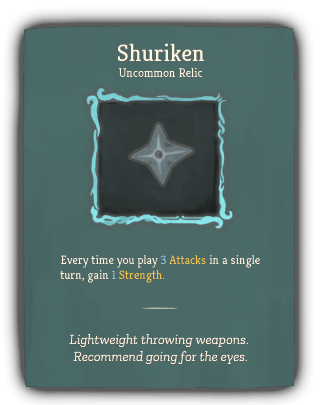 Shuriken
Uncommon Relic
Every time you play 3 Attacks in a single
turn, gain 1 Strength.
Lightweight throwing weapons.
Recommend going for the eyes.